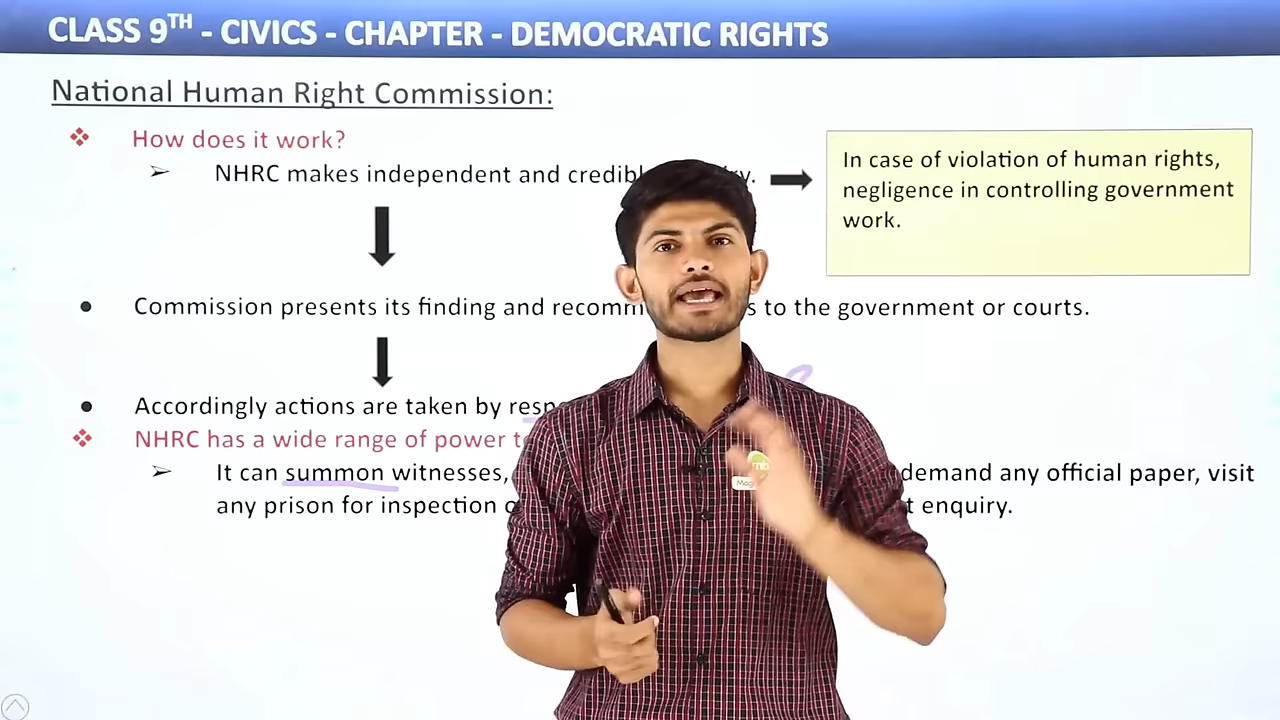 CLASS 9TH - CIVICS - CHAPTER - DEMOCRATIC RIGHTS
National Human Right Commission:
How does it work?
NHRC makes independent and
In case of violation of human rights,
negligence in controlling government
work.
Commission presents its finding and to the government or courts.
Accordingly actions are taken by
NHRC has a wide range of power
It can summon witnesses, demand any official paper, visit
any prison for inspection enquiry.
mb